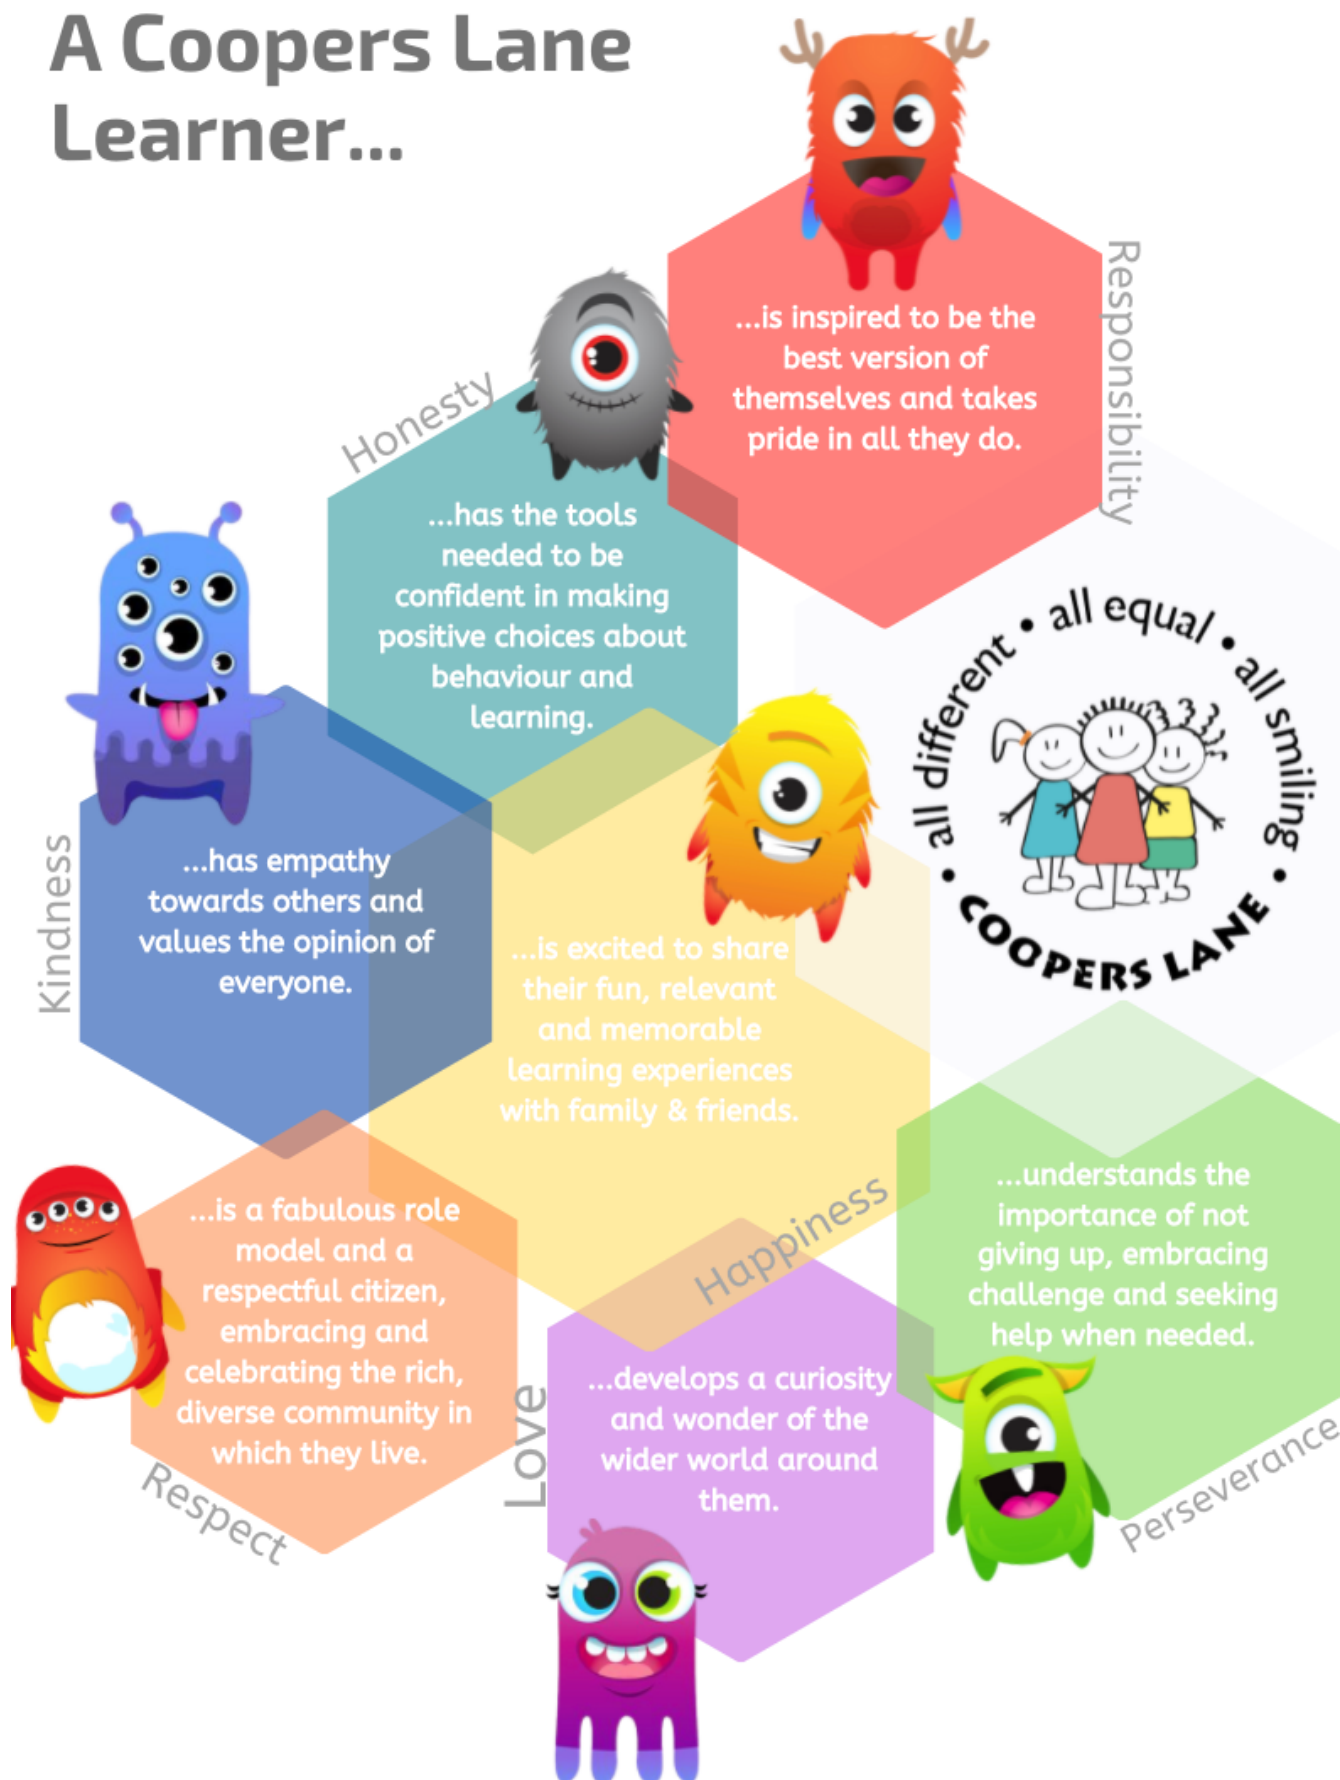 A Coopers Lane
Learner...
Responsibility
...is inspired to be the
best version of
themselves and takes
pride in all they do.
Honesty
...has the tools
needed to be
confident in making
positive choices about
behaviour and
learning.
• all different • all equal • all smiling •
COOPERS LANE
Kindness
...has empathy
towards others and
values the opinion of
everyone.
...is excited to share
their fun, relevant
and memorable
learning experiences
with family & friends.
Happiness
...understands the
importance of not
giving up, embracing
challenge and seeking
help when needed.
Perseverance
...is a fabulous role
model and a
respectful citizen,
embracing and
celebrating the rich,
diverse community in
which they live.
Respect
Love
...develops a curiosity
and wonder of the
wider world around
them.